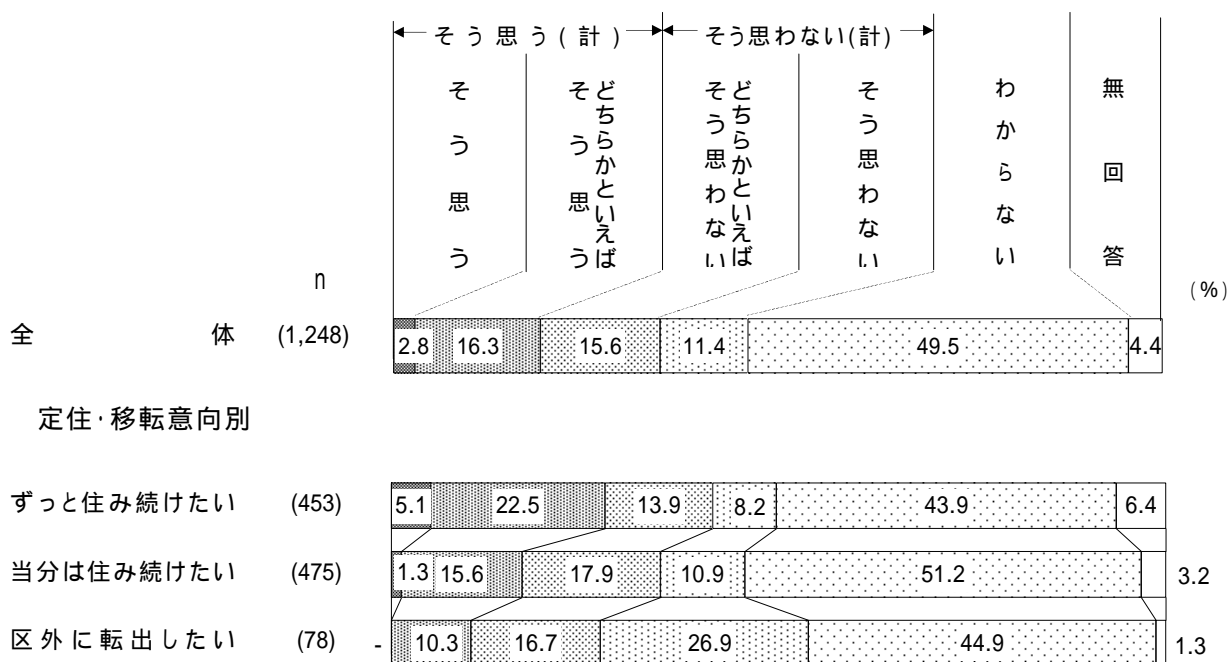 そう思う(計) そう思わない(計)
そう思う
どちらかといえば
そう思う
どちらかといえば
そう思わない
そう思わない
わからない
無回答
n
(%)
全体 (1,248) 2.8 16.3 15.6 11.4 49.5 4.4
定住・移転意向別
ずっと住み続けたい (453) 5.1 22.5 13.9 8.2 43.9 6.4
当分は住み続けたい (475) 1.3 15.6 17.9 10.9 51.2 3.2
区外に転出したい (78) - 10.3 16.7 26.9 44.9 1.3